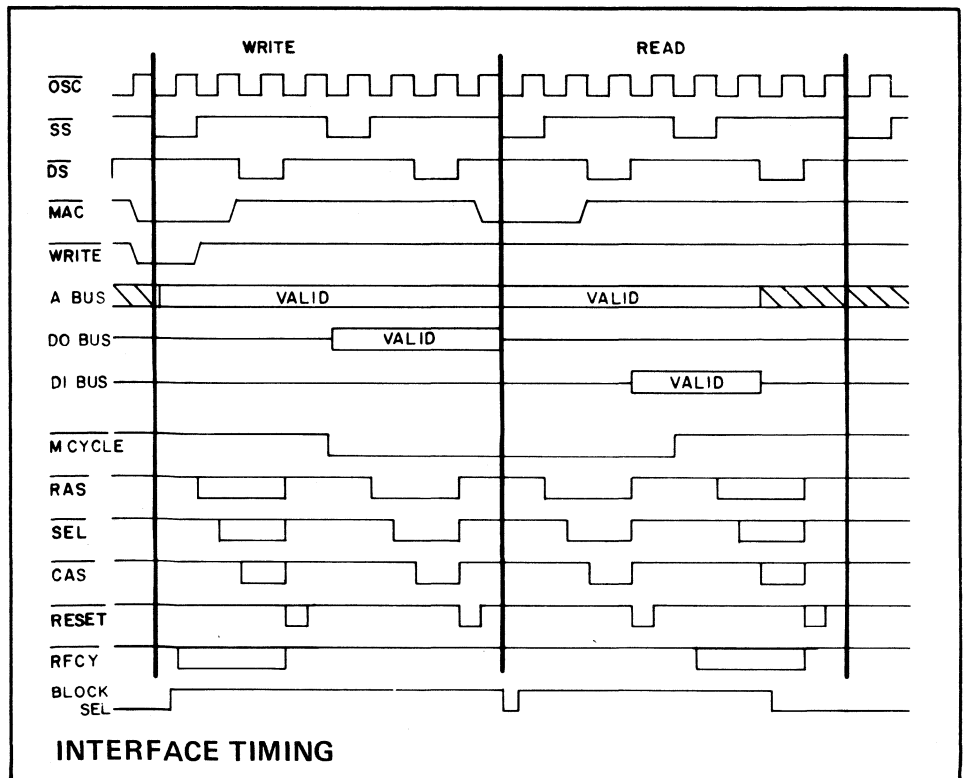 WRITE READ
OSC
SS
DS
MAC
WRITE
A BUS VALID VALID
DO BUS VALID
DI BUS VALID
M CYCLE
RAS
SEL
CAS
RESET
RFCY
BLOCK
SEL
INTERFACE TIMING